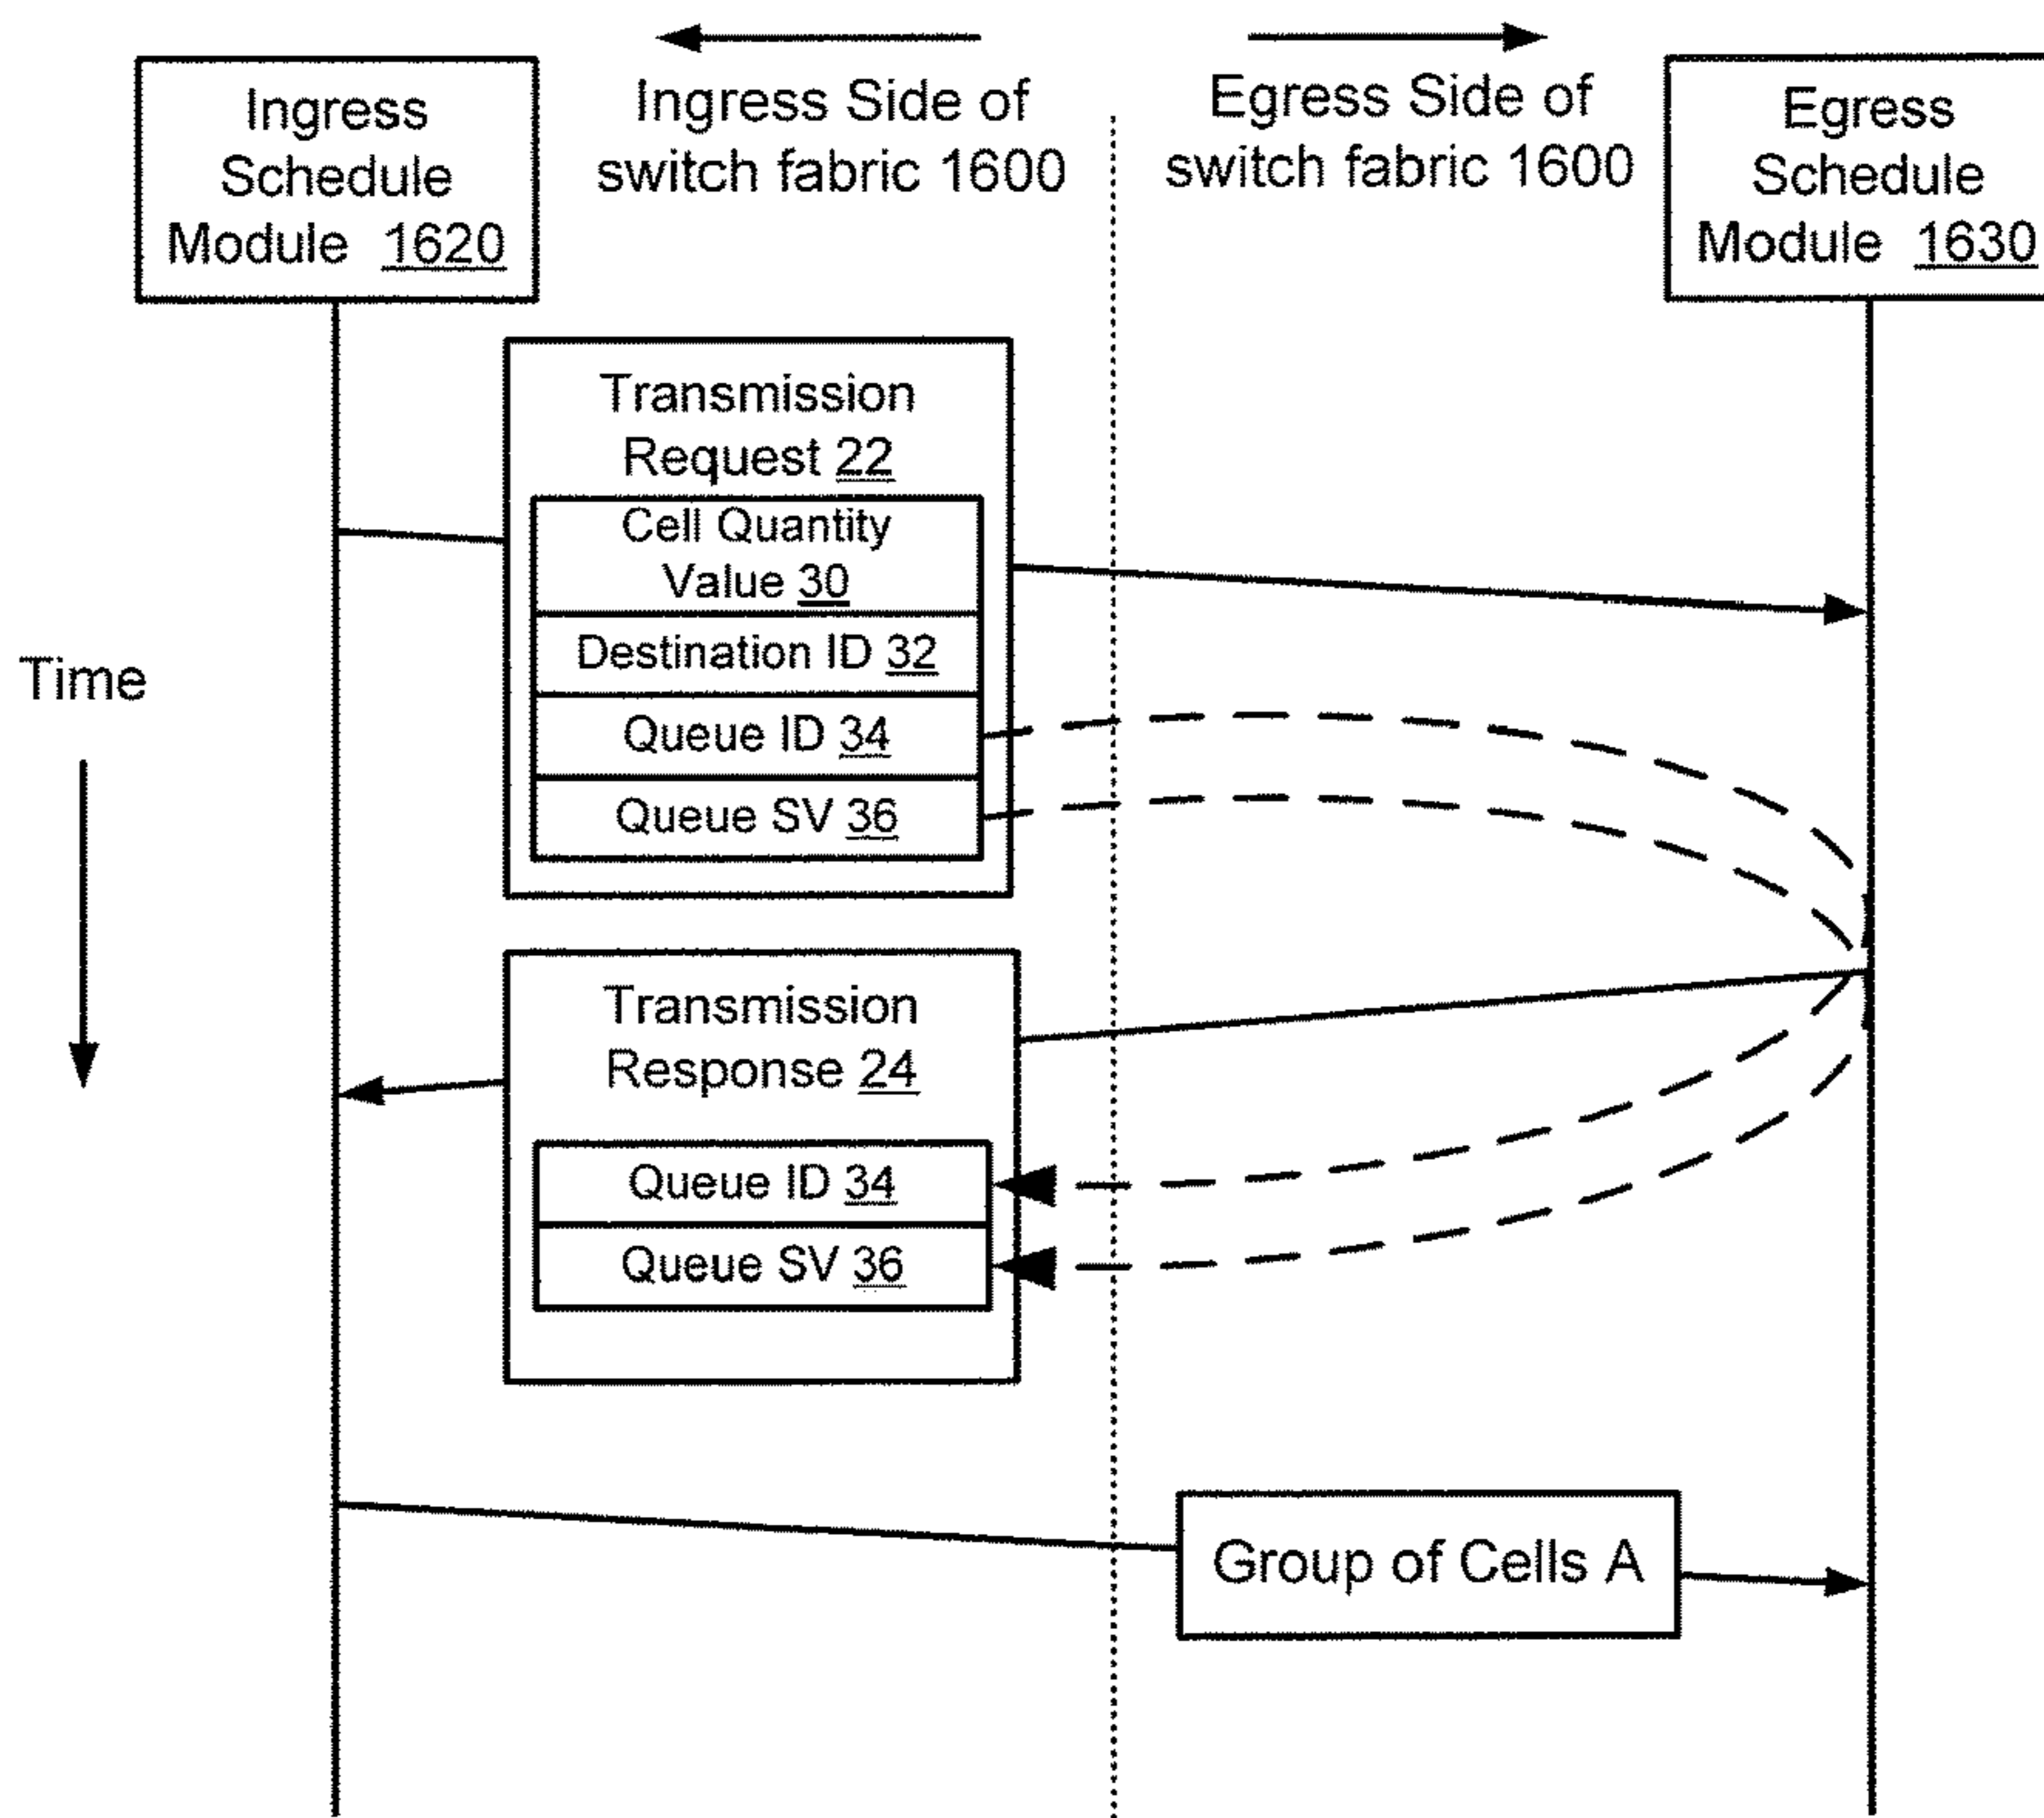 Ingress
Schedule
Module 1620
Ingress Side of
switch fabric 1600
Egress Side of
switch fabric 1600
Egress
Schedule
Module 1630
Transmission
Request 22
Cell Quantity
Value 30
Destination ID 32
Queue ID 34
Queue SV 36
Time
Transmission
Response 24
Queue ID 34
Queue SV 36
Group of Cells A